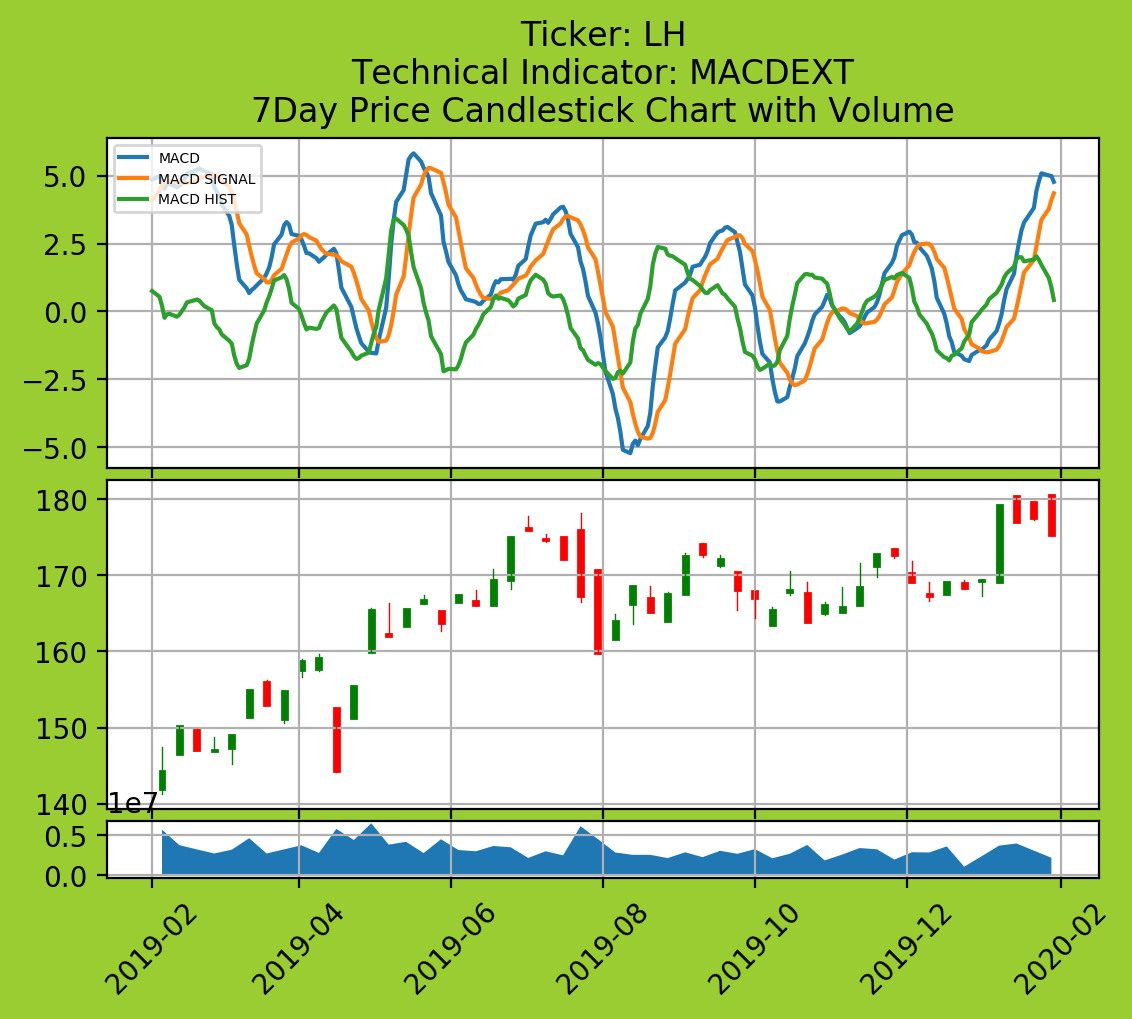 Ticker: LH
Technical Indicator: MACDEXT
7Day Price Candlestick Chart with Volume
MACD
MACD SIGNAL
MACD HIST
5.0
2.5
0.0
−2.5
−5.0
180
170
160
150
140
1e7
0.5
0.0
2019-02
2019-04
2019-06
2019-08
2019-10
2019-12
2020-02